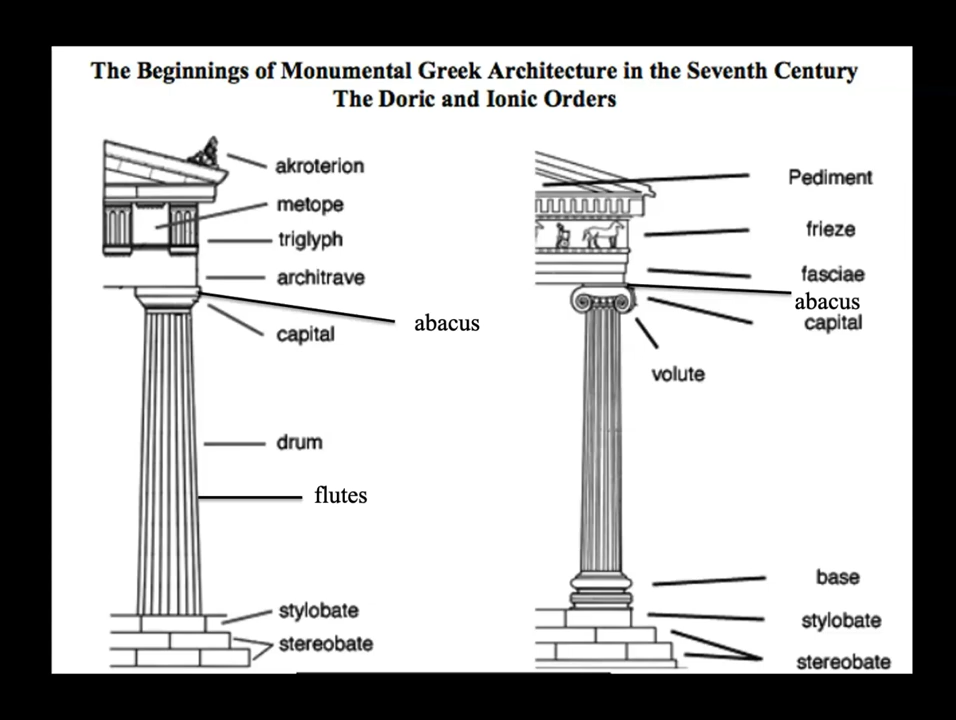 The Beginnings of Monumental Greek Architecture in the Seventh Century
The Doric and Ionic Orders
akroterion
metope
triglyph
architrave
abacus
capital
drum
flutes
stylobate
stereobate
Pediment
frieze
fasciae
abacus
capital
volute
base
stylobate
stereobate